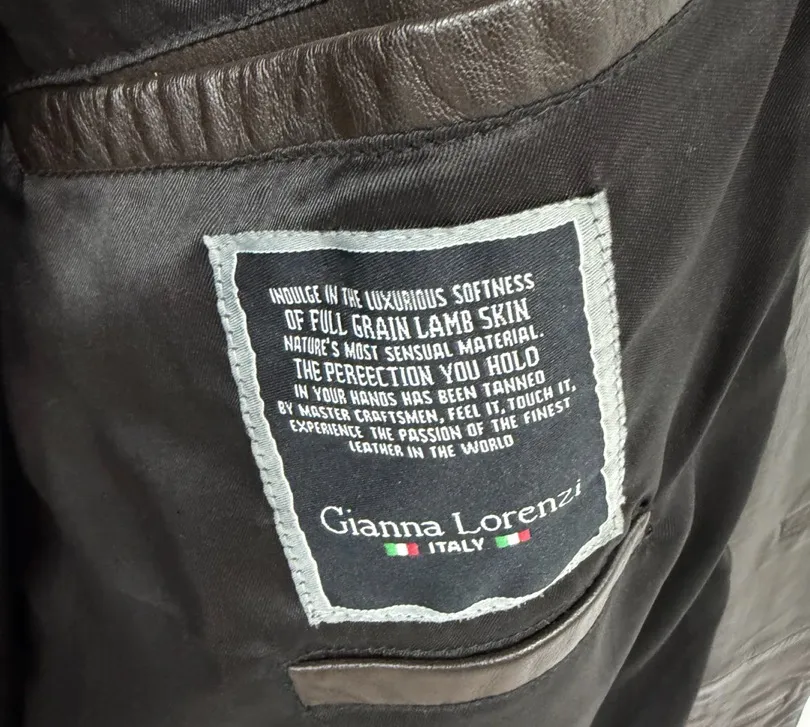 INDULGE IN THE LUXURIOUS SOFTNESS
OF FULL GRAIN LAMB SKIN
NATURE'S MOST SENSUAL MATERIAL.
THE PEREECTION YOU HOLD
IN YOUR HANDS HAS BEEN TANNED
BY MASTER CRAFTSMEN, FEEL IT, TOUCH IT,
EXPERIENCE THE PASSION OF THE FINEST
LEATHER IN THE WORLD
Gianna Lorenzi
ITALY